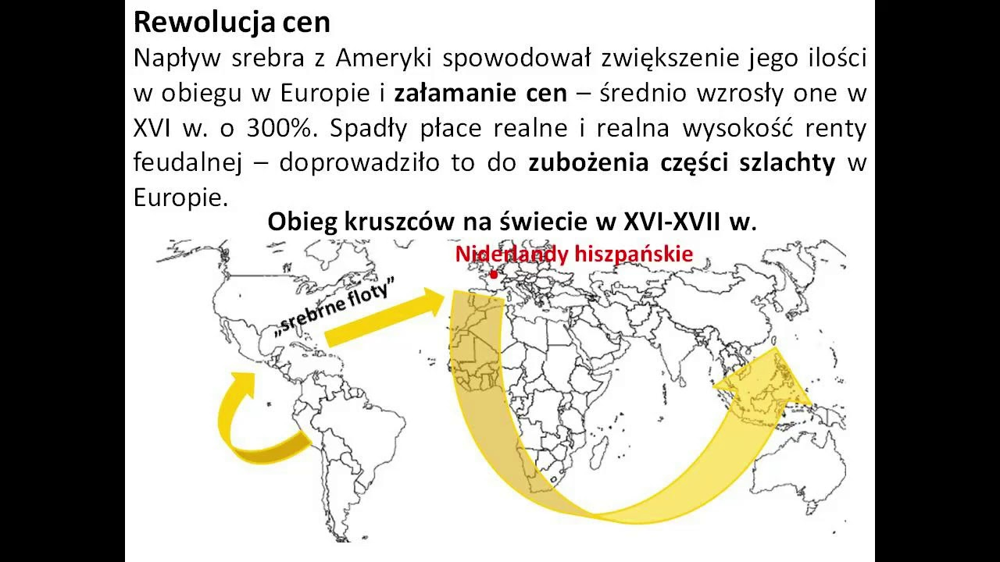 Rewolucja cen
Napływ srebra z Ameryki spowodował zwiększenie jego ilości
w obiegu w Europie i załamanie cen – średnio wzrosły one w
XVI w. o 300%. Spadły płace realne i realna wysokość renty
feudalnej – doprowadziło to do zubożenia części szlachty w
Europie.
Obieg kruszców na świecie w XVI-XVII w.
Niderlandy hiszpańskie
„srebrne floty”